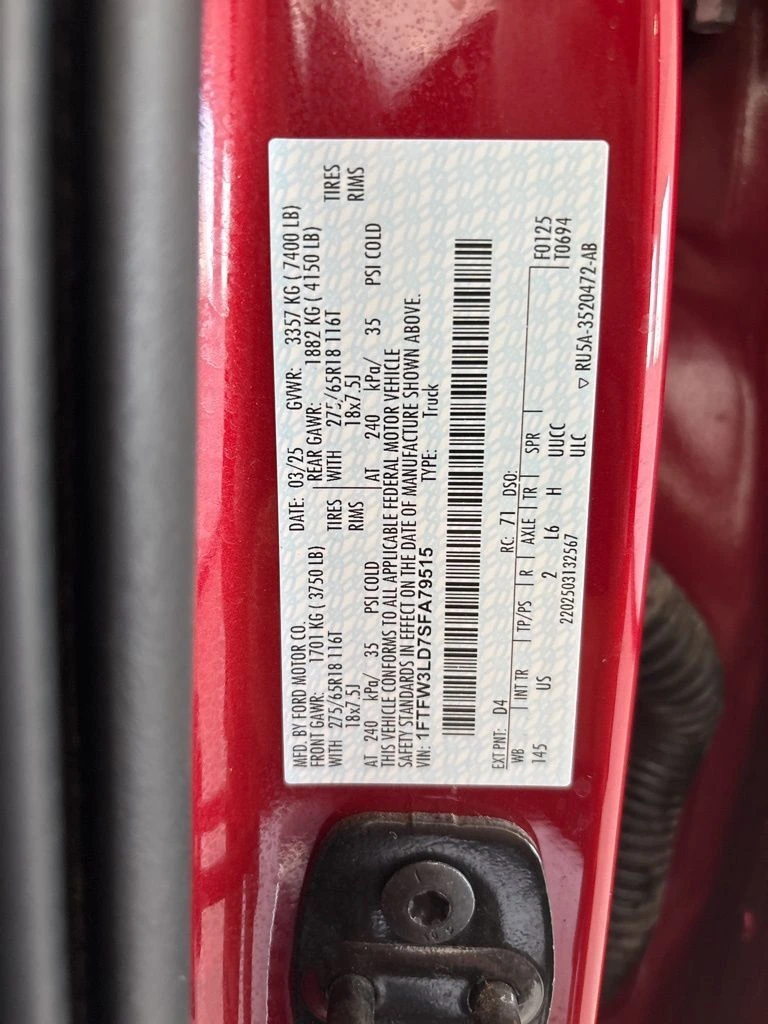 MFD. BY FORD MOTOR CO. DATE: 03/25 GVWR: 3357 KG ( 7400 LB)
FRONT GAWR: 1701 KG ( 3750 LB) REAR GAWR: 1882 KG ( 4150 LB)
WITH 275/65R18 116T TIRES WITH 275/65R18 116T TIRES
18x7.5J RIMS 18x7.5J RIMS
AT 240 kPa/ 35 PSI COLD AT 240 kPa/ 35 PSI COLD
THIS VEHICLE CONFORMS TO ALL APPLICABLE FEDERAL MOTOR VEHICLE
SAFETY STANDARDS IN EFFECT ON THE DATE OF MANUFACTURE SHOWN ABOVE.
VIN: 1FTFW3LD7SFA79515 TYPE: Truck
EXT PNT: D4 RC: 71 DSO:
WB INT TR TP/PS R AXLE TR SPR F0125
145 US 2 L6 H UUCC T0694
2202503132567 ULC
▽ RU5A-3520472-AB